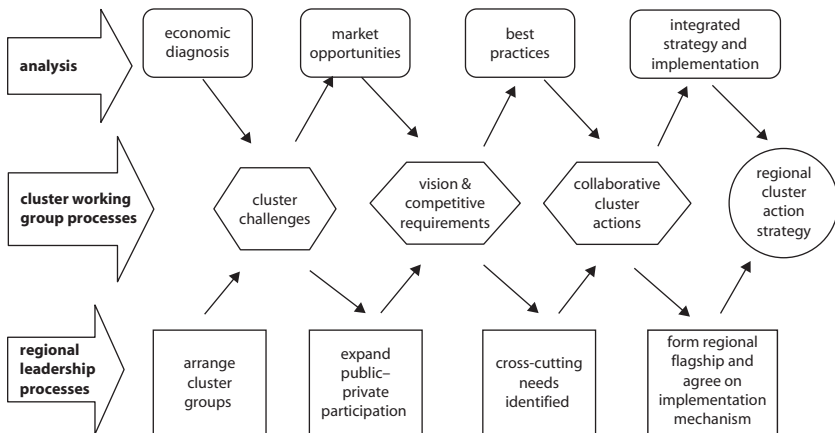 analysis
economic
diagnosis
market
opportunities
best
practices
integrated
strategy and
implementation
cluster working
group processes
cluster
challenges
vision &
competitive
requirements
collaborative
cluster
actions
regional
cluster
action
strategy
regional
leadership
processes
arrange
cluster
groups
expand
public–
private
participation
cross-cutting
needs
identified
form regional
flagship and
agree on
implementation
mechanism